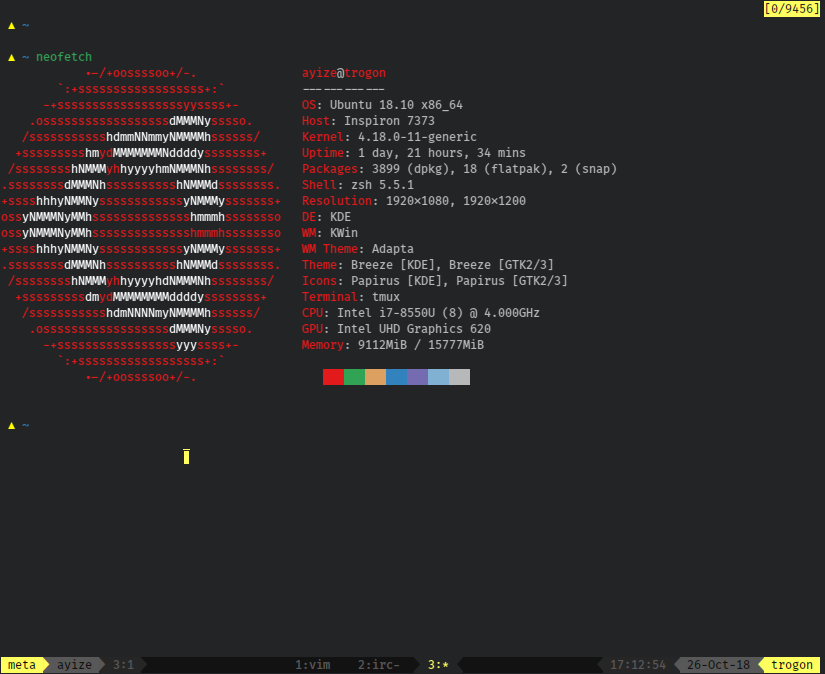 [0/9456]
▲ ~
▲ ~ neofetch
•—/+oossssoo+/-. ayize@trogon
`:+ssssssssssssssssss+:` ————————————
-+ssssssssssssssssssyyssss+- OS: Ubuntu 18.10 x86_64
.ossssssssssssssssssdMMMNysssso. Host: Inspiron 7373
/ssssssssssshdmmNNmmyNMMMMhssssss/ Kernel: 4.18.0-11-generic
+ssssssssshmydMMMMMMMNddddyssssssss+ Uptime: 1 day, 21 hours, 34 mins
/sssssssshNMMMyhhyyyyhmNMMMNhssssssss/ Packages: 3899 (dpkg), 18 (flatpak), 2 (snap)
.ssssssssdMMMNhsssssssssshNMMMdssssssss. Shell: zsh 5.5.1
+sssshhhyNMMNyssssssssssssyNMMMysssssss+ Resolution: 1920×1080, 1920×1200
ossyNMMMNyMMhsssssssssssssshmmmhssssssso DE: KDE
ossyNMMMNyMMhsssssssssssssshmmmhssssssso WM: KWin
+sssshhhyNMMNyssssssssssssyNMMMysssssss+ WM Theme: Adapta
.ssssssssdMMMNhsssssssssshNMMMdssssssss. Theme: Breeze [KDE], Breeze [GTK2/3]
/sssssssshNMMMyhhyyyyhdNMMMNhssssssss/ Icons: Papirus [KDE], Papirus [GTK2/3]
+sssssssssdmydMMMMMMMMddddyssssssss+ Terminal: tmux
/ssssssssssshdmNNNNmyNMMMMhssssss/ CPU: Intel i7-8550U (8) @ 4.000GHz
.ossssssssssssssssssdMMMNysssso. GPU: Intel UHD Graphics 620
-+sssssssssssssssssyyyssss+- Memory: 9112MiB / 15777MiB
`:+ssssssssssssssssss+:`
•—/+oossssoo+/-.
▲ ~
meta ayize 3:1 1:vim 2:irc- 3:* 17:12:54 26-Oct-18 trogon